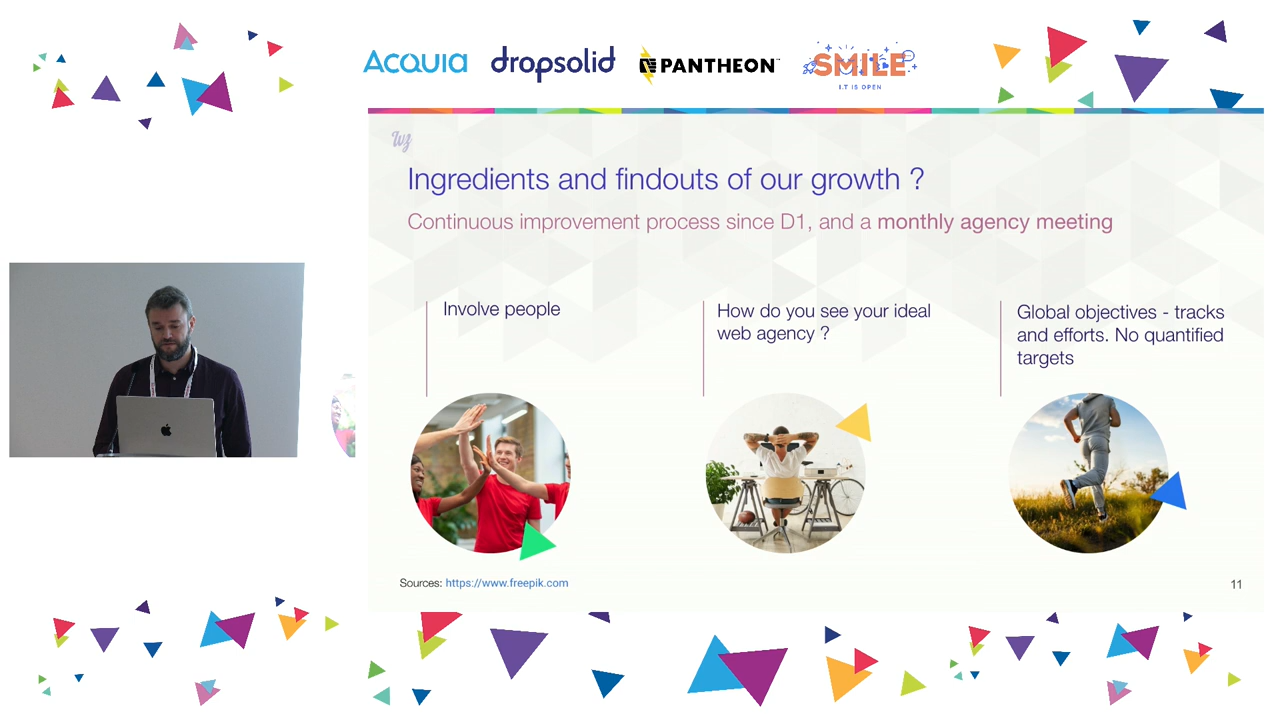 ACQUIA
dropsolid
PANTHEON
SMILE
I.T IS OPEN
Ingredients and findouts of our growth ?
Continuous improvement process since D1, and a monthly agency meeting
Involve people
How do you see your ideal
web agency ?
Global objectives - tracks
and efforts. No quantified
targets
Sources: https://www.freepik.com
11